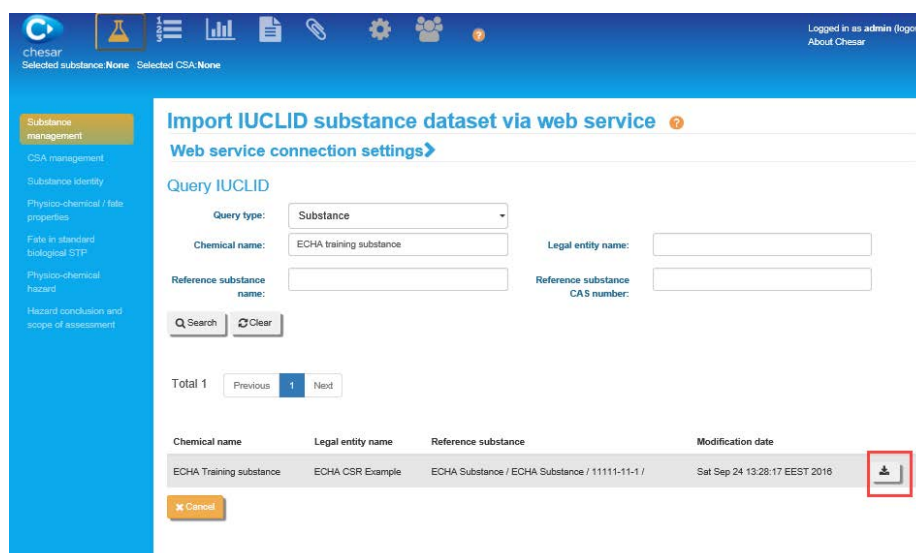 chesar
Selected substance:None Selected CSA:None
Logged in as admin (logo
About Chesar
Substance
management
CSA management
Substance identity
Physico-chemical / fate
properties
Fate in standard
biological STP
Physico-chemical
hazard
Hazard conclusion and
scope of assessment
Import IUCLID substance dataset via web service ?
Web service connection settings
Query IUCLID
Query type: Substance
Chemical name: ECHA training substance Legal entity name:
Reference substance
name:
Reference substance
CAS number:
Search Clear
Total 1 Previous 1 Next
Chemical name Legal entity name Reference substance Modification date
ECHA Training substance ECHA CSR Example ECHA Substance / ECHA Substance / 11111-11-1 / Sat Sep 24 13:28:17 EEST 2016
Cancel